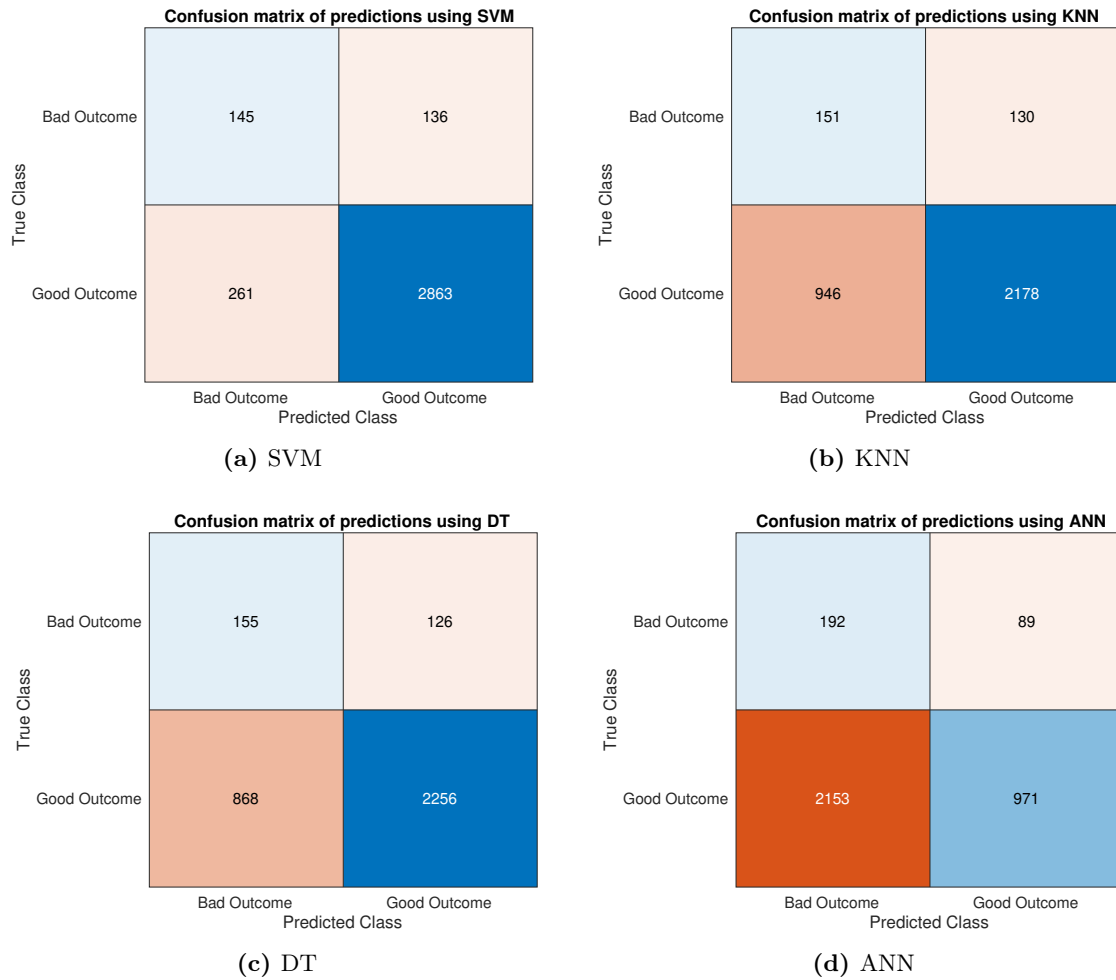 Confusion matrix of predictions using SVM
True Class
Bad Outcome
145
136
Good Outcome
261
2863
Bad Outcome
Good Outcome
Predicted Class
(a) SVM
Confusion matrix of predictions using KNN
True Class
Bad Outcome
151
130
Good Outcome
946
2178
Bad Outcome
Good Outcome
Predicted Class
(b) KNN
Confusion matrix of predictions using DT
True Class
Bad Outcome
155
126
Good Outcome
868
2256
Bad Outcome
Good Outcome
Predicted Class
(c) DT
Confusion matrix of predictions using ANN
True Class
Bad Outcome
192
89
Good Outcome
2153
971
Bad Outcome
Good Outcome
Predicted Class
(d) ANN